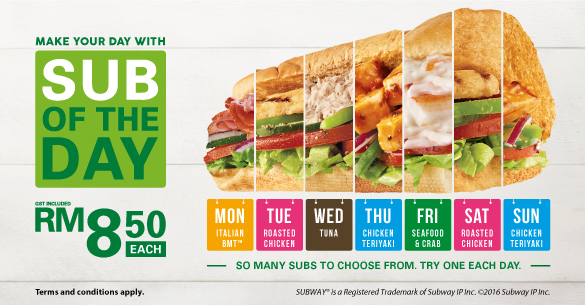 MAKE YOUR DAY WITH
SUB
OF THE
DAY
GST INCLUDED
RM8.50
EACH
MON
ITALIAN
BMT™
TUE
ROASTED
CHICKEN
WED
TUNA
THU
CHICKEN
TERIYAKI
FRI
SEAFOOD
& CRAB
SAT
ROASTED
CHICKEN
SUN
CHICKEN
TERIYAKI
SO MANY SUBS TO CHOOSE FROM. TRY ONE EACH DAY.
Terms and conditions apply.
SUBWAY® is a Registered Trademark of Subway IP Inc. ©2016 Subway IP Inc.